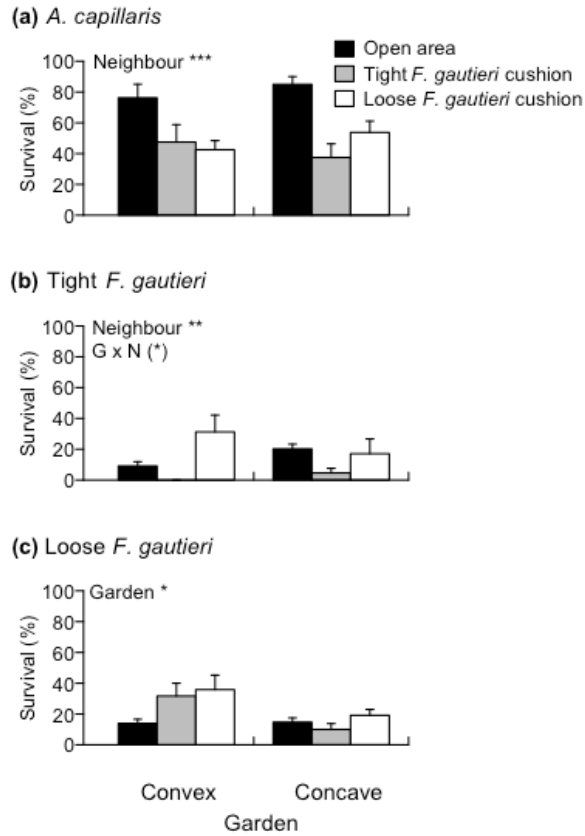 (a) A. capillaris
Open area
Tight F. gautieri cushion
Loose F. gautieri cushion
Neighbour ***
100
80
60
40
20
0
Survival (%)
(b) Tight F. gautieri
Neighbour **
G x N (*)
100
80
60
40
20
0
Survival (%)
(c) Loose F. gautieri
Garden *
100
80
60
40
20
0
Survival (%)
Convex Concave
Garden